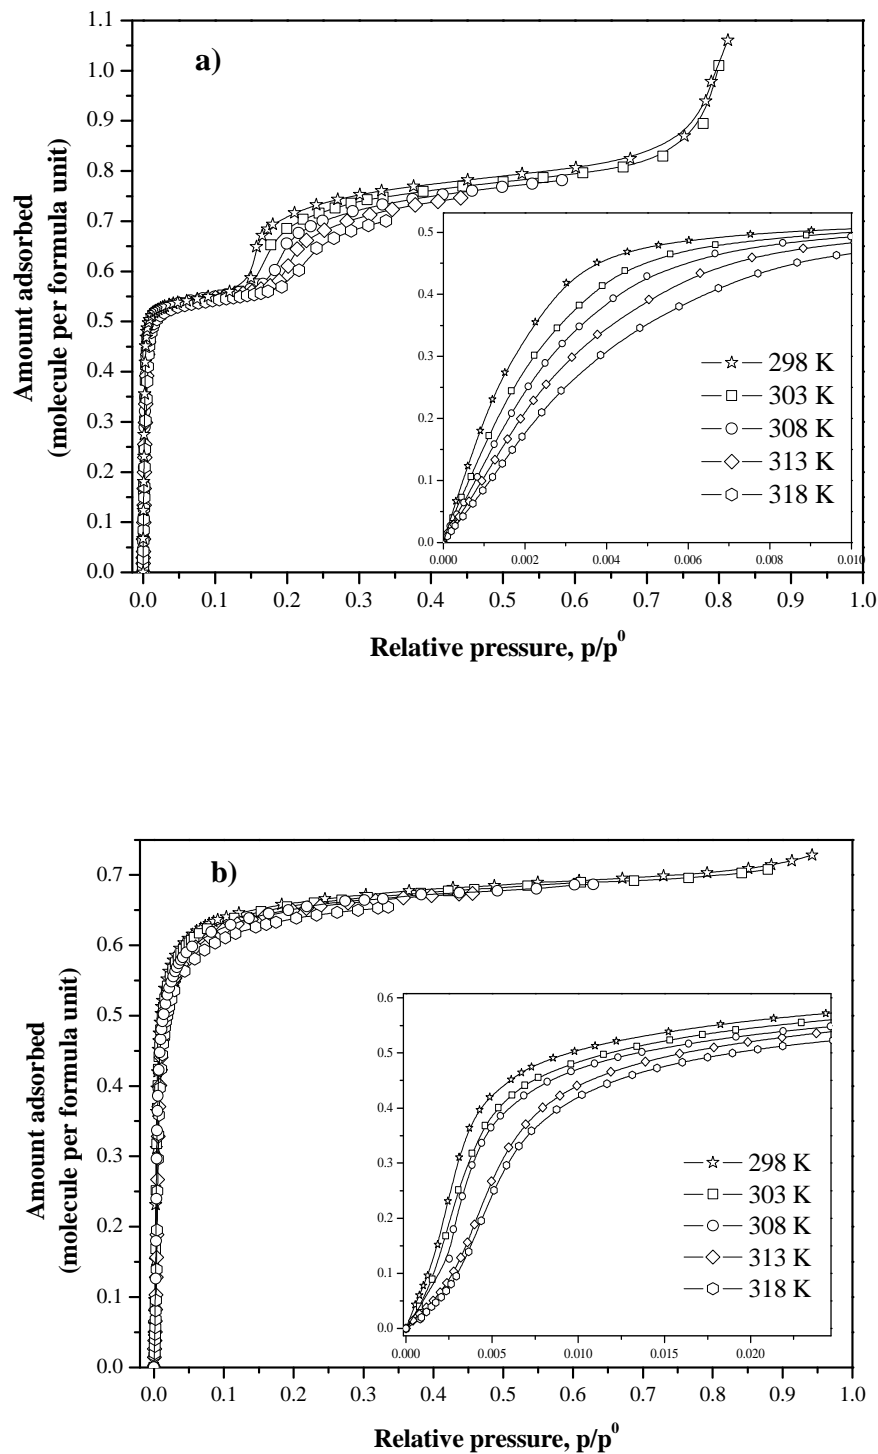 a)
1.1
1.0
0.9
0.8
0.7
0.6
0.5
0.4
0.3
0.2
0.1
0.0
Amount adsorbed
(molecule per formula unit)
0.5
0.4
0.3
0.2
0.1
0.0
0.000 0.002 0.004 0.006 0.008 0.010
298 K
303 K
308 K
313 K
318 K
0.0 0.1 0.2 0.3 0.4 0.5 0.6 0.7 0.8 0.9 1.0
Relative pressure, p/p⁰
b)
0.7
0.6
0.5
0.4
0.3
0.2
0.1
0.0
Amount adsorbed
(molecule per formula unit)
0.6
0.5
0.4
0.3
0.2
0.1
0.0
0.000 0.005 0.010 0.015 0.020
298 K
303 K
308 K
313 K
318 K
0.0 0.1 0.2 0.3 0.4 0.5 0.6 0.7 0.8 0.9 1.0
Relative pressure, p/p⁰